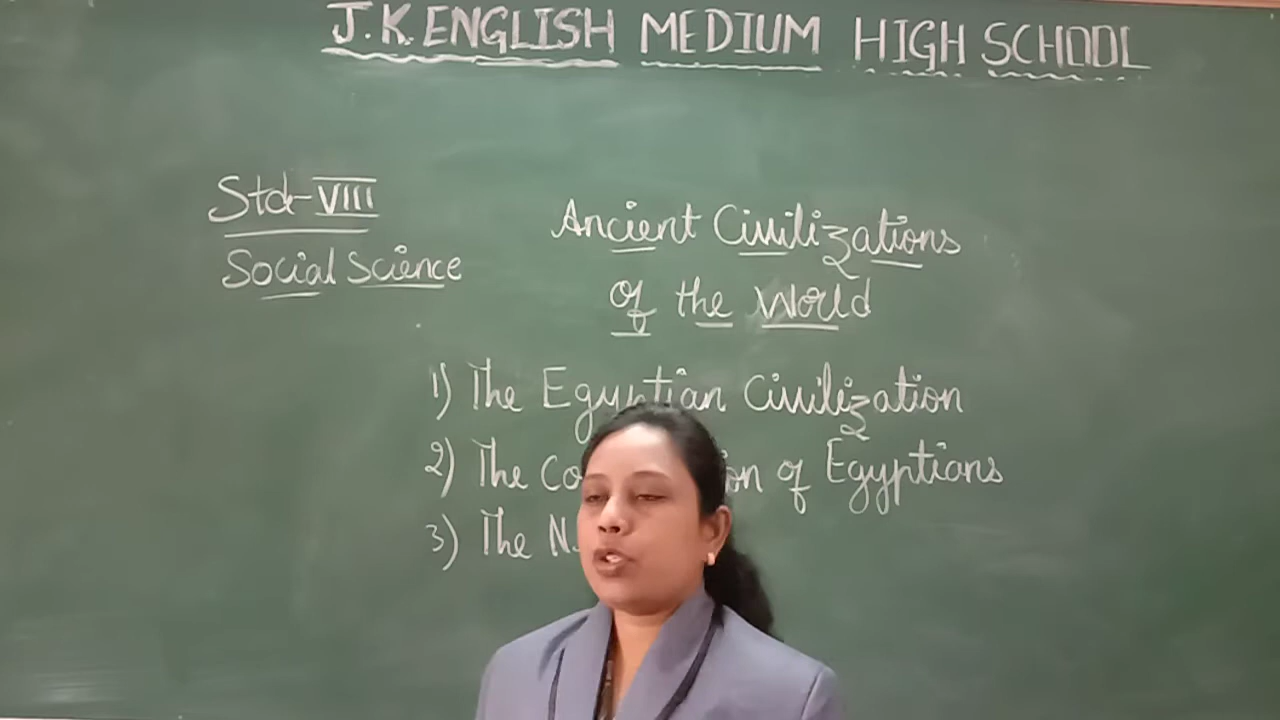 J.K. ENGLISH MEDIUM HIGH SCHOOL
Std-VIII
Social Science
Ancient Civilizations
of the World
1) The Egyptian Civilization
2) The of Egyptians
3) The